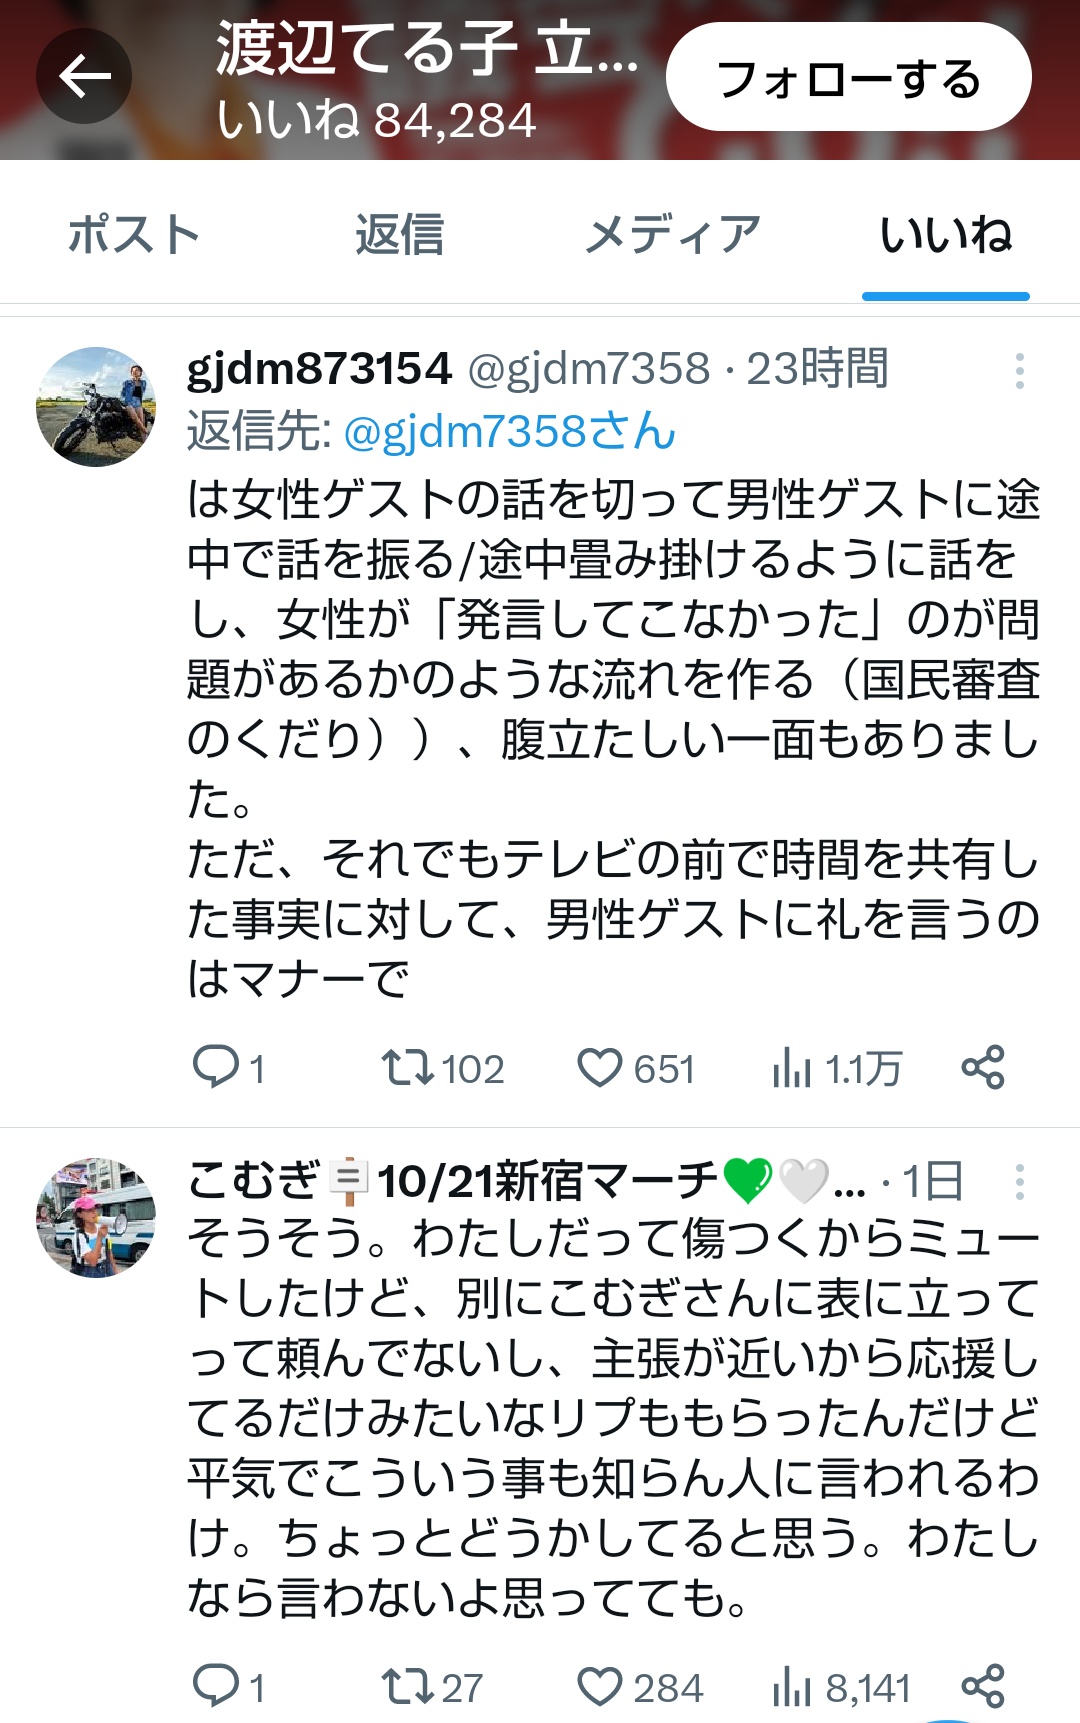 渡辺てる子 立...
いいね 84,284
フォローする
ポスト
返信
メディア
いいね
gjdm873154 @gjdm7358 · 23時間
返信先: @gjdm7358さん
は女性ゲストの話を切って男性ゲストに途
中で話を振る/途中畳み掛けるように話を
し、女性が「発言してこなかった」のが問
題があるかのような流れを作る（国民審査
のくだり））、腹立たしい一面もありまし
た。
ただ、それでもテレビの前で時間を共有し
た事実に対して、男性ゲストに礼を言うの
はマナーで
1 102 651 1.1万
こむぎ🪧10/21新宿マーチ💚🤍... · 1日
そうそう。わたしだって傷つくからミュー
トしたけど、別にこむぎさんに表に立って
って頼んでないし、主張が近いから応援し
てるだけみたいなリプももらったんだけど
平気でこういう事も知らん人に言われるわ
け。ちょっとどうかしてると思う。わたし
なら言わないよ思ってても。
1 27 284 8,141